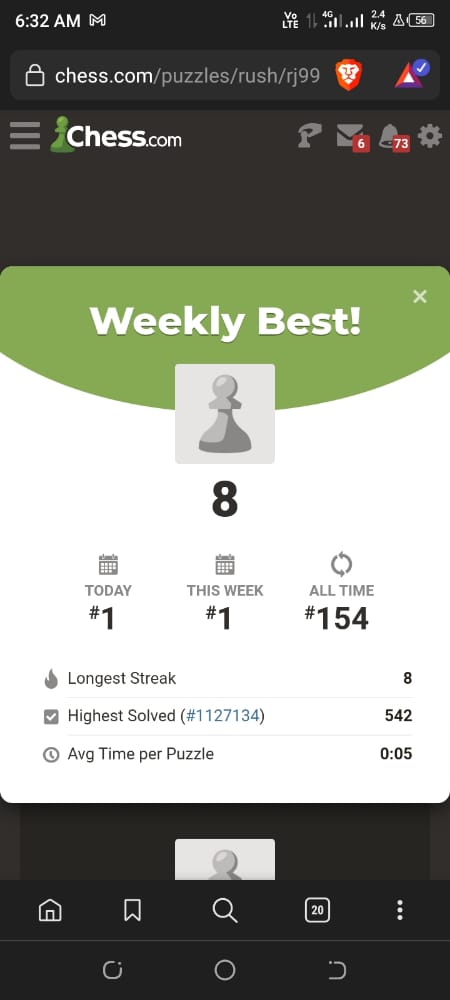 6:32 AM
Vo LTE 4G 2.4 K/s 56
chess.com/puzzles/rush/rj99
Chess.com
6 73
Weekly Best!
8
TODAY THIS WEEK ALL TIME
#1 #1 #154
Longest Streak 8
Highest Solved (#1127134) 542
Avg Time per Puzzle 0:05
20